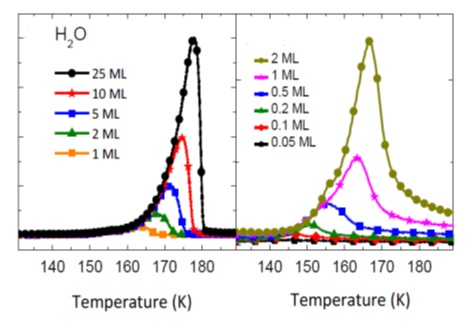 H₂O
25 ML
10 ML
5 ML
2 ML
1 ML
2 ML
1 ML
0.5 ML
0.2 ML
0.1 ML
0.05 ML
140 150 160 170 180
140 150 160 170 180
Temperature (K)
Temperature (K)